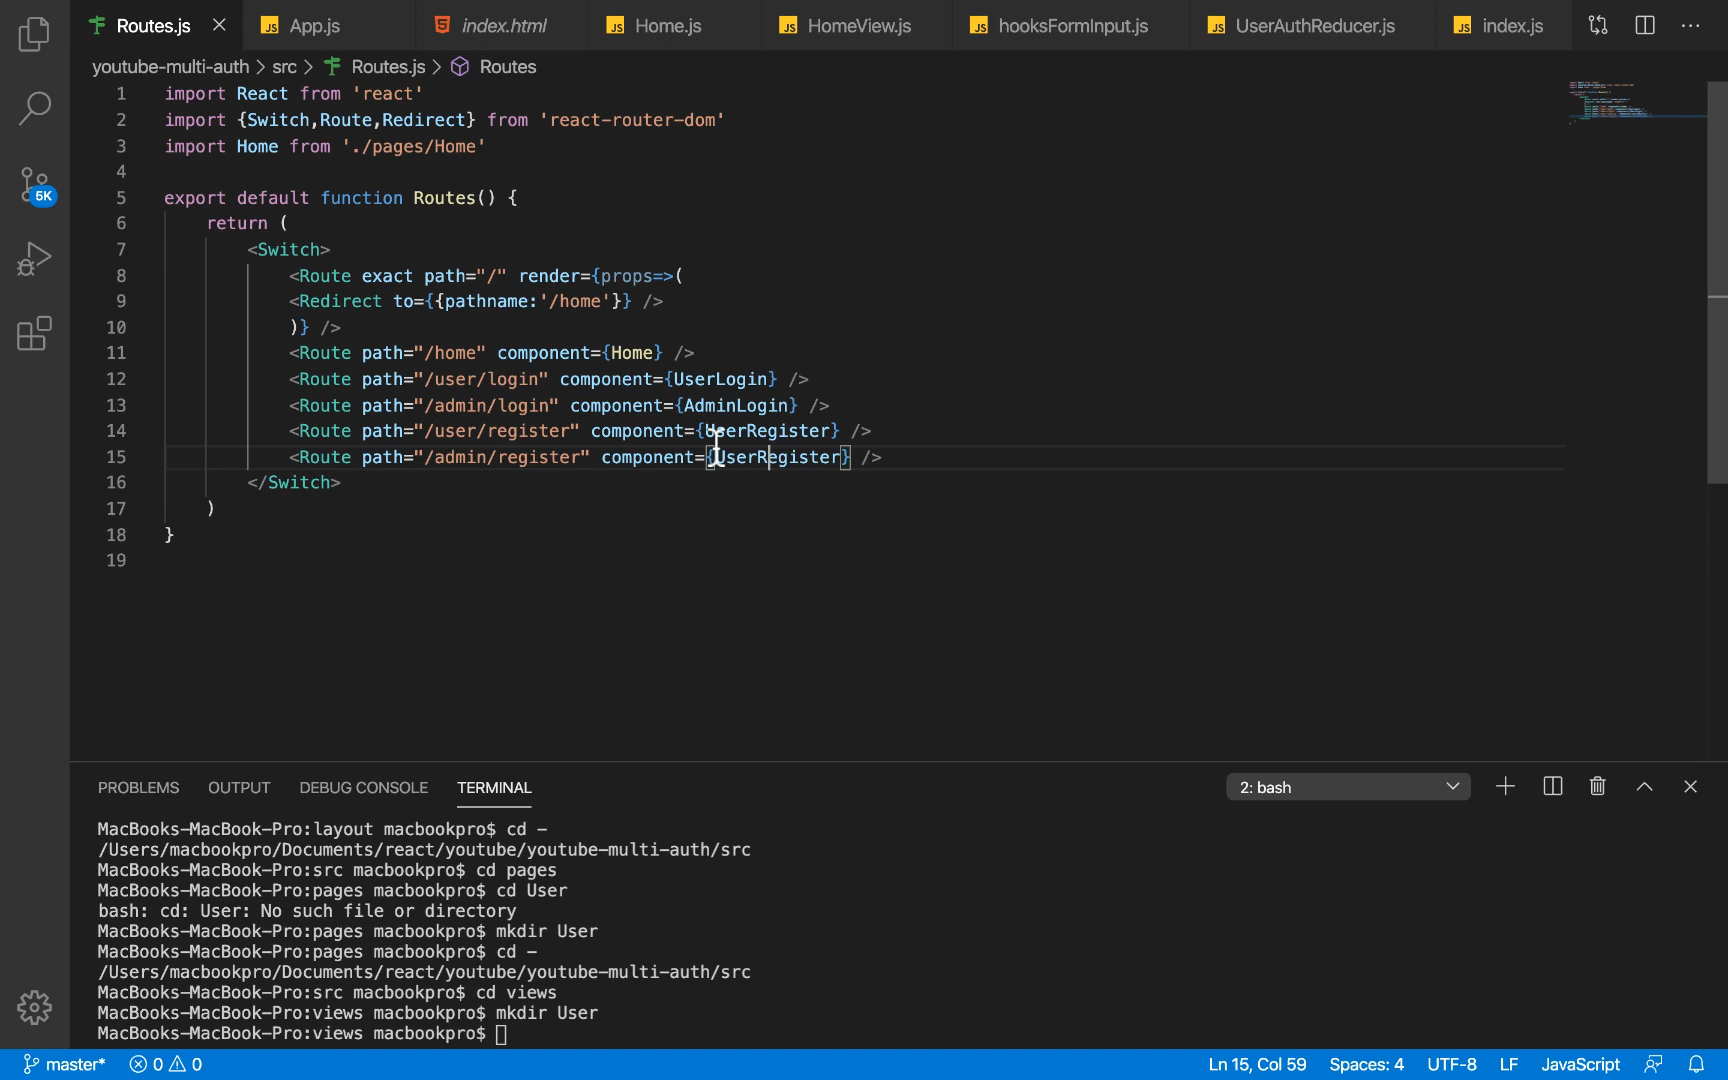 Routes.js App.js index.html Home.js HomeView.js hooksFormInput.js UserAuthReducer.js index.js
youtube-multi-auth > src > Routes.js > Routes
1 import React from 'react'
2 import {Switch,Route,Redirect} from 'react-router-dom'
3 import Home from './pages/Home'
4
5 export default function Routes() {
6 return (
7 <Switch>
8 <Route exact path="/" render={props=>(
9 <Redirect to={{pathname:'/home'}} />
10 )} />
11 <Route path="/home" component={Home} />
12 <Route path="/user/login" component={UserLogin} />
13 <Route path="/admin/login" component={AdminLogin} />
14 <Route path="/user/register" component={UserRegister} />
15 <Route path="/admin/register" component={UserRegister} />
16 </Switch>
17 )
18 }
19
5K
PROBLEMS OUTPUT DEBUG CONSOLE TERMINAL 2: bash
MacBooks-MacBook-Pro:layout macbookpro$ cd -
/Users/macbookpro/Documents/react/youtube/youtube-multi-auth/src
MacBooks-MacBook-Pro:src macbookpro$ cd pages
MacBooks-MacBook-Pro:pages macbookpro$ cd User
bash: cd: User: No such file or directory
MacBooks-MacBook-Pro:pages macbookpro$ mkdir User
MacBooks-MacBook-Pro:pages macbookpro$ cd -
/Users/macbookpro/Documents/react/youtube/youtube-multi-auth/src
MacBooks-MacBook-Pro:src macbookpro$ cd views
MacBooks-MacBook-Pro:views macbookpro$ mkdir User
MacBooks-MacBook-Pro:views macbookpro$
master* 0 0 Ln 15, Col 59 Spaces: 4 UTF-8 LF JavaScript